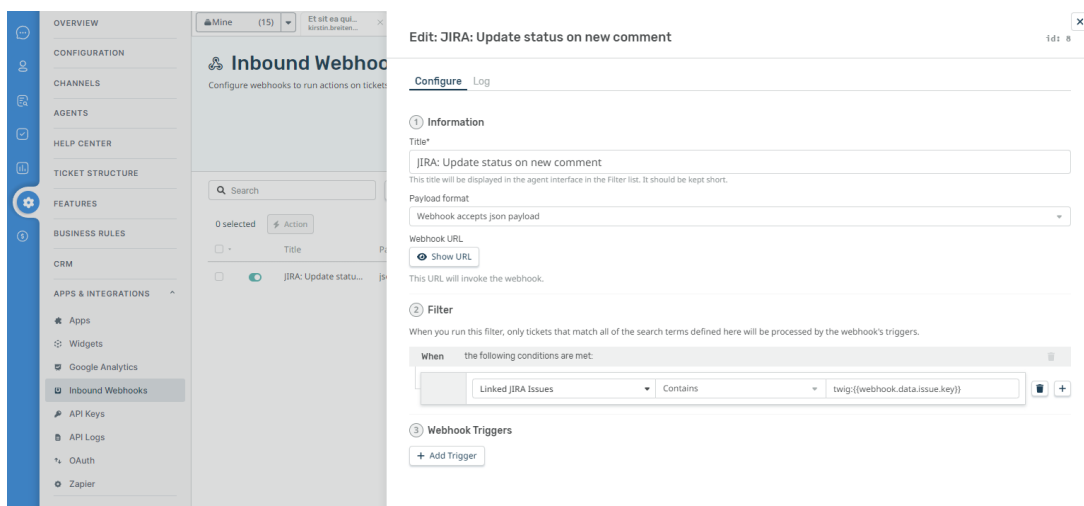 OVERVIEW
CONFIGURATION
CHANNELS
AGENTS
HELP CENTER
TICKET STRUCTURE
FEATURES
BUSINESS RULES
CRM
APPS & INTEGRATIONS
Apps
Widgets
Google Analytics
Inbound Webhooks
API Keys
API Logs
OAuth
Zapier
Mine (15)
Et sit ea qui...
kirstin.breiten...
Inbound Webhoo
Configure webhooks to run actions on tickets
Search
0 selected
Action
Title Pa
JIRA: Update statu... js
Edit: JIRA: Update status on new comment
id: 8
Configure Log
1 Information
Title*
JIRA: Update status on new comment
This title will be displayed in the agent interface in the Filter list. It should be kept short.
Payload format
Webhook accepts json payload
Webhook URL
Show URL
This URL will invoke the webhook.
2 Filter
When you run this filter, only tickets that match all of the search terms defined here will be processed by the webhook's triggers.
When the following conditions are met:
Linked JIRA Issues Contains twig:{{webhook.data.issue.key}}
3 Webhook Triggers
+ Add Trigger